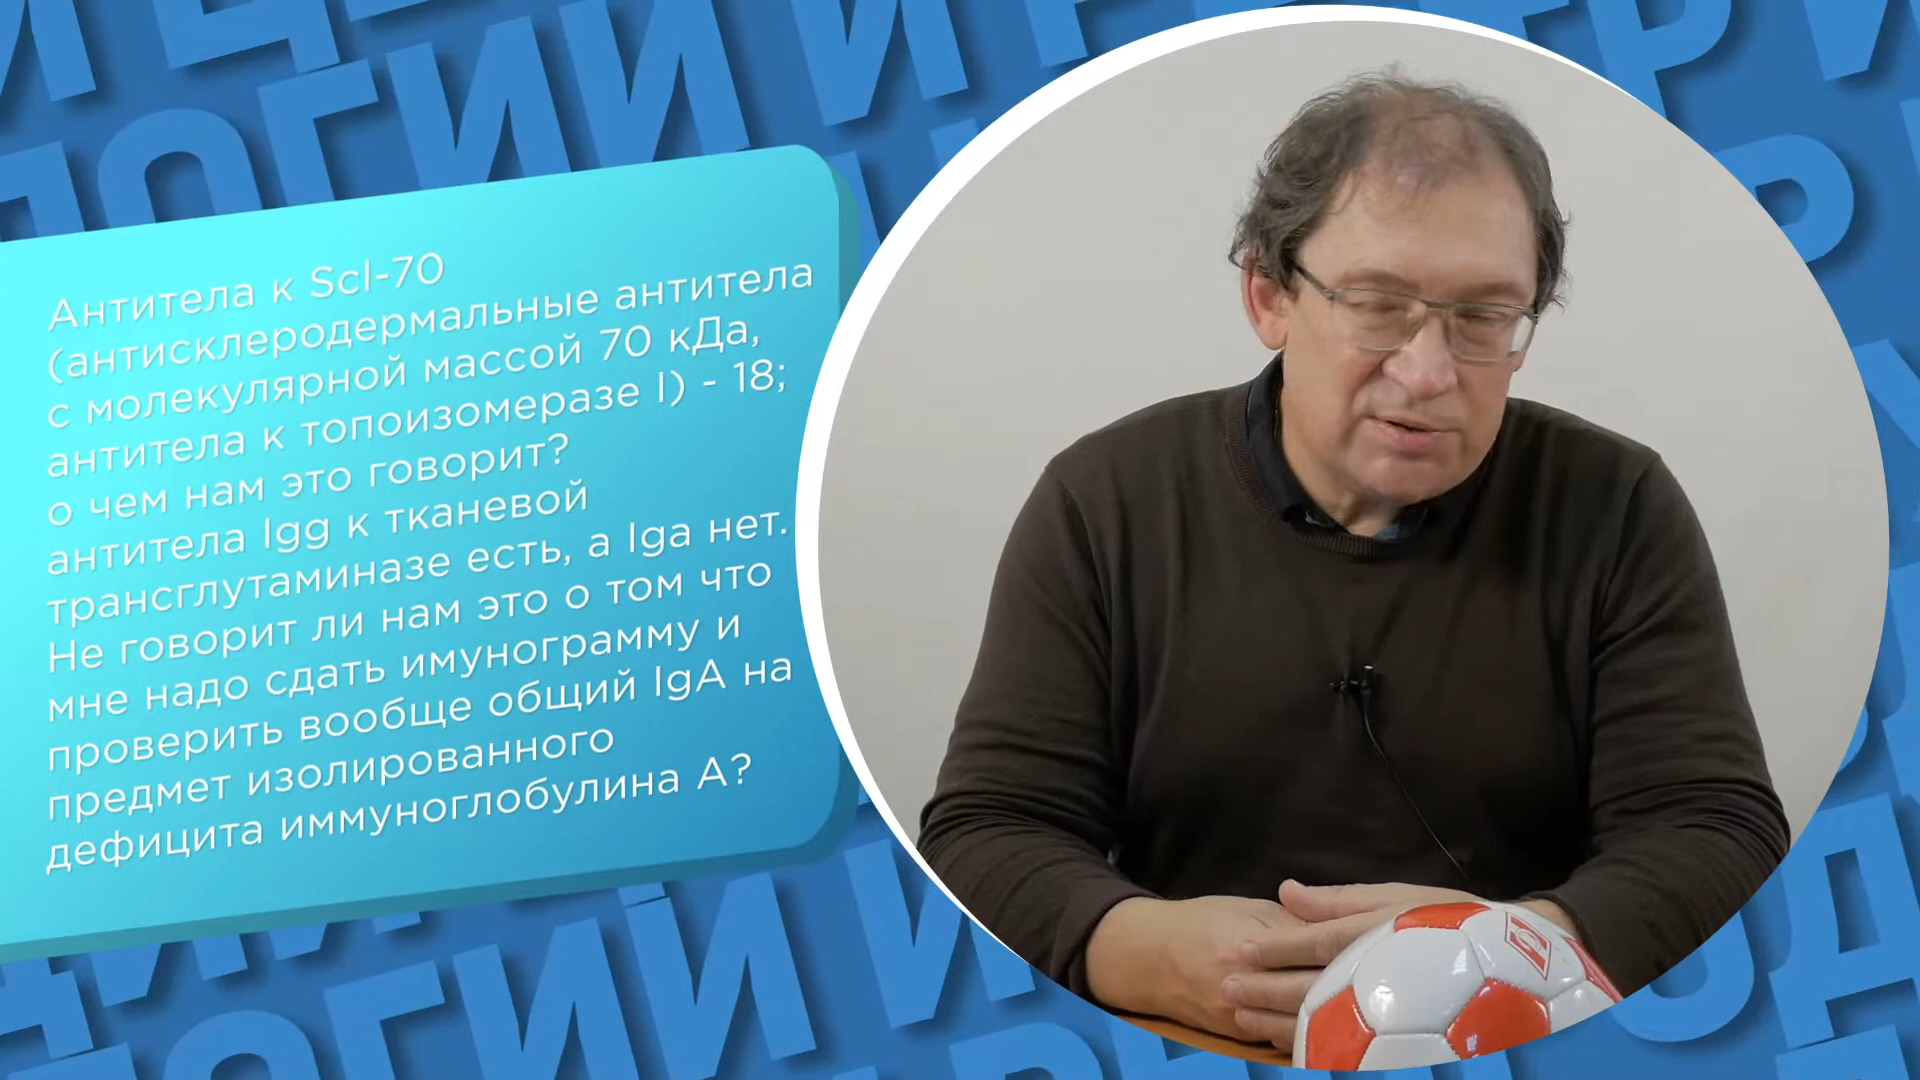 Антитела к Scl-70
(антисклеродермальные антитела
с молекулярной массой 70 кДа,
антитела к топоизомеразе I) - 18;
о чем нам это говорит?
антитела Igg к тканевой
трансглутаминазе есть, а Iga нет.
Не говорит ли нам это о том что
мне надо сдать имунограмму и
проверить вообще общий IgA на
предмет изолированного
дефицита иммуноглобулина А?